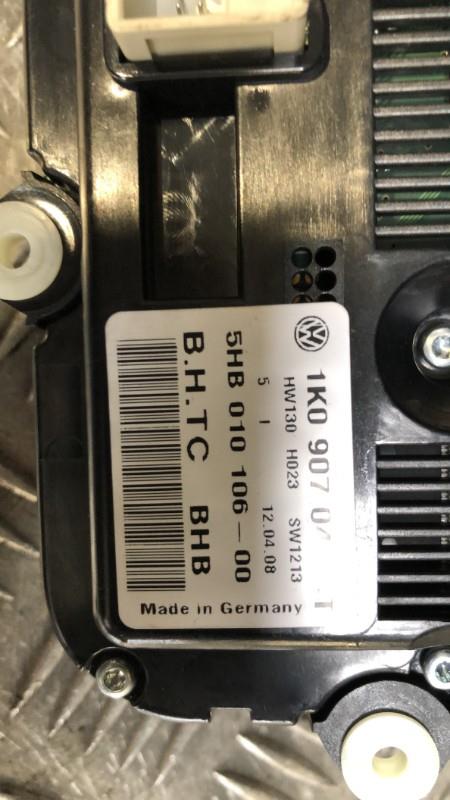 1K0 907 0
HW130 H023 SW1213
5 I 12.04.08
5HB 010 106-00
B.H.TC BHB
Made in Germany